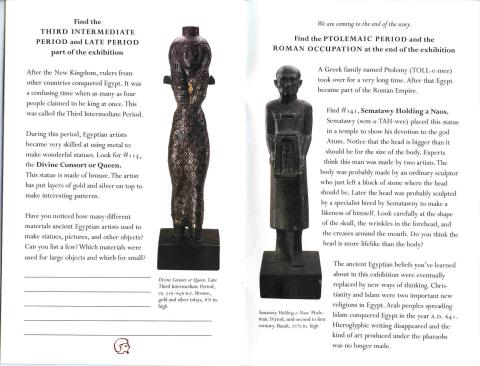 Find the
THIRD INTERMEDIATE
PERIOD and LATE PERIOD
part of the exhibition
After the New Kingdom, rulers from
other countries conquered Egypt. It was
a confusing time when as many as four
people claimed to be king at once. This
was called the Third Intermediate Period.
During this period, Egyptian artists
became very skilled at using metal to
make wonderful statues. Look for #115,
the Divine Consort or Queen.
This statue is made of bronze. The artist
has put layers of gold and silver on top to
make interesting patterns.
Have you noticed how many different
materials ancient Egyptian artists used to
make statues, pictures, and other objects?
Can you list a few? Which materials were
used for large objects and which for small?
Divine Consort or Queen. Late
Third Intermediate Period,
gold and other inlays,
high
We are coming to the end of the story.
Find the PTOLEMAIC PERIOD and the
ROMAN OCCUPATION at the end of the exhibition
A Greek family named Ptolemy (TOLL-e-mee)
took over for a very long time. After that Egypt
became part of the Roman Empire.
Find #141, Sematawy Holding a Naos.
Sematawy (sem-a-TAH-wee) placed this statue
in a temple to show his devotion to the god
Atum. Notice that the head is bigger than it
should be for the size of the body. Experts
think this man was made by two artists. The
body was probably made by an ordinary sculptor
who just left a block of stone where the head
should be. Later the head was probably sculpted
by a specialist hired by Sematawny to make a
likeness of himself. Look carefully at the shape
of the skull, the wrinkles in the forehead, and
the creases around the mouth. Do you think the
head is more lifelike than the body?
The ancient Egyptian beliefs you've learned
about in this exhibition were eventually
replaced by new ways of thinking. Chris-
tianity and Islam were two important new
religions in Egypt. Arab peoples spreading
Islam conquered Egypt in the year A.D. 641.
Hieroglyphic writing disappeared and the
kind of art produced under the pharaohs
was no longer made.
Sematawy Holding a Naos. Ptole-
maic Period, mid-second to first
century. Basalt, high